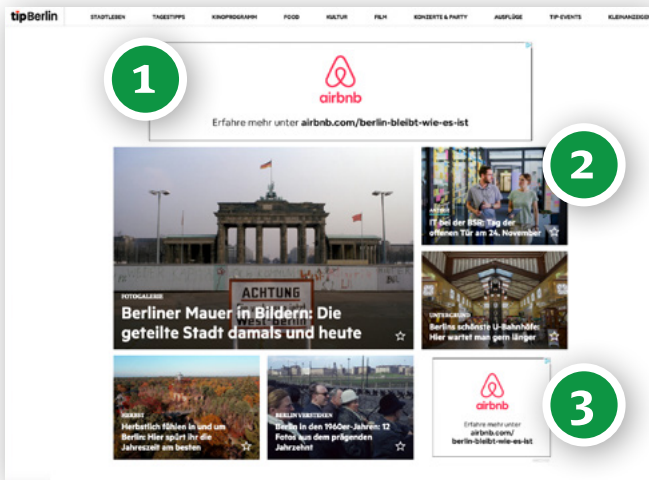 tipBerlin
STADTLEBEN TAGESTIPPS KINOPROGRAMM FOOD KULTUR FILM KONZERTE & PARTY AUSFLÜGE TIP-EVENTS KLEINANZEIGEN
1
airbnb
Erfahre mehr unter airbnb.com/berlin-bleibt-wie-es-ist
2
IT bei der BSR: Tag der
offenen Tür am 24. November
ACHTUNG
West-Berlin
FOTOGALERIE
Berliner Mauer in Bildern: Die
geteilte Stadt damals und heute
UNTERGRUND
Berlins schönste U-Bahnhöfe:
Hier wartet man gern länger
HERBST
Herbstlich fühlen in und um
Berlin: Hier spürt ihr die
Jahreszeit am besten
BERLIN VERSTEHEN
Berlin in den 1960er-Jahren: 12
Fotos aus dem prägenden
Jahrzehnt
3
airbnb
Erfahre mehr unter
airbnb.com/
berlin-bleibt-wie-es-ist